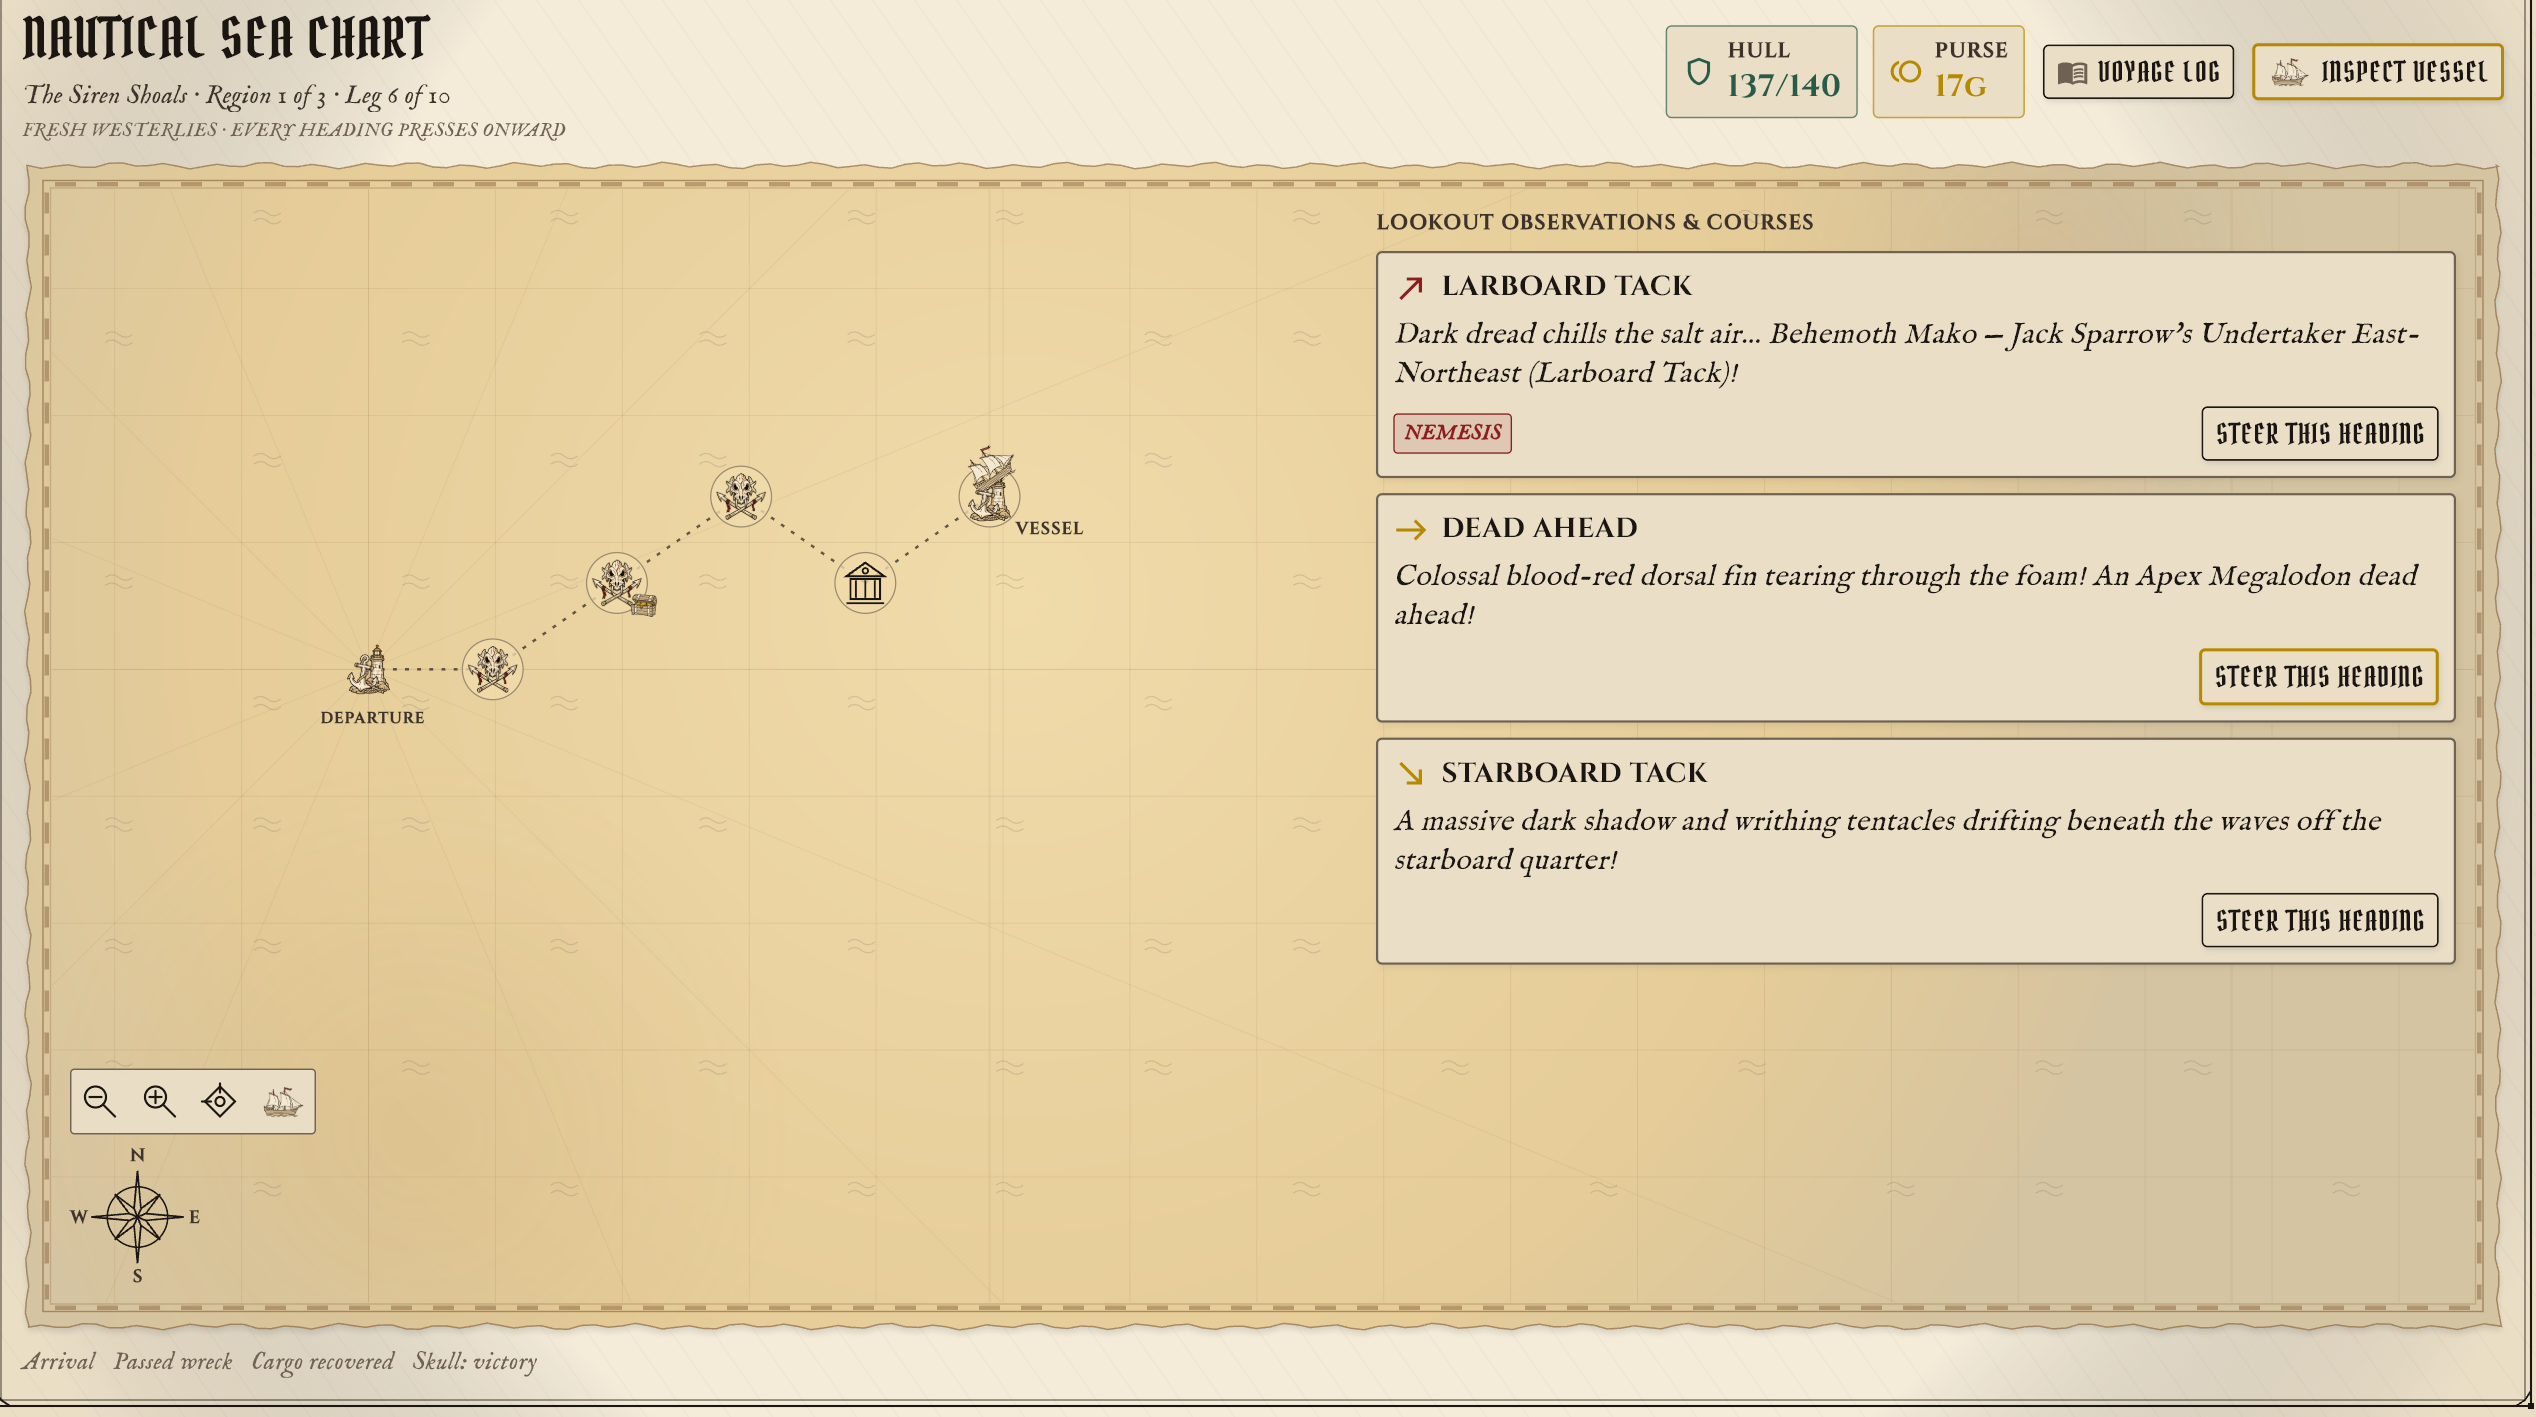 NAUTICAL SEA CHART
The Siren Shoals · Region 1 of 3 · Leg 6 of 10
FRESH WESTERLIES · EVERY HEADING PRESSES ONWARD
HULL
137/140
PURSE
17G
VOYAGE LOG
INSPECT VESSEL
LOOKOUT OBSERVATIONS & COURSES
LARBOARD TACK
Dark dread chills the salt air... Behemoth Mako – Jack Sparrow's Undertaker East-
Northeast (Larboard Tack)!
NEMESIS
STEER THIS HEADING
DEAD AHEAD
Colossal blood-red dorsal fin tearing through the foam! An Apex Megalodon dead
ahead!
STEER THIS HEADING
STARBOARD TACK
A massive dark shadow and writhing tentacles drifting beneath the waves off the
starboard quarter!
STEER THIS HEADING
VESSEL
DEPARTURE
N
W E
S
Arrival Passed wreck Cargo recovered Skull: victory